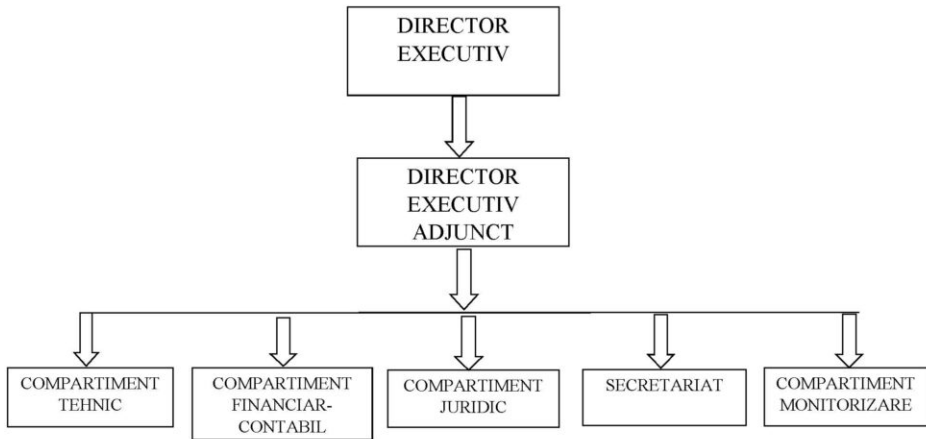 DIRECTOR
EXECUTIV
DIRECTOR
EXECUTIV
ADJUNCT
COMPARTIMENT
TEHNIC
COMPARTIMENT
FINANCIAR-
CONTABIL
COMPARTIMENT
JURIDIC
SECRETARIAT
COMPARTIMENT
MONITORIZARE